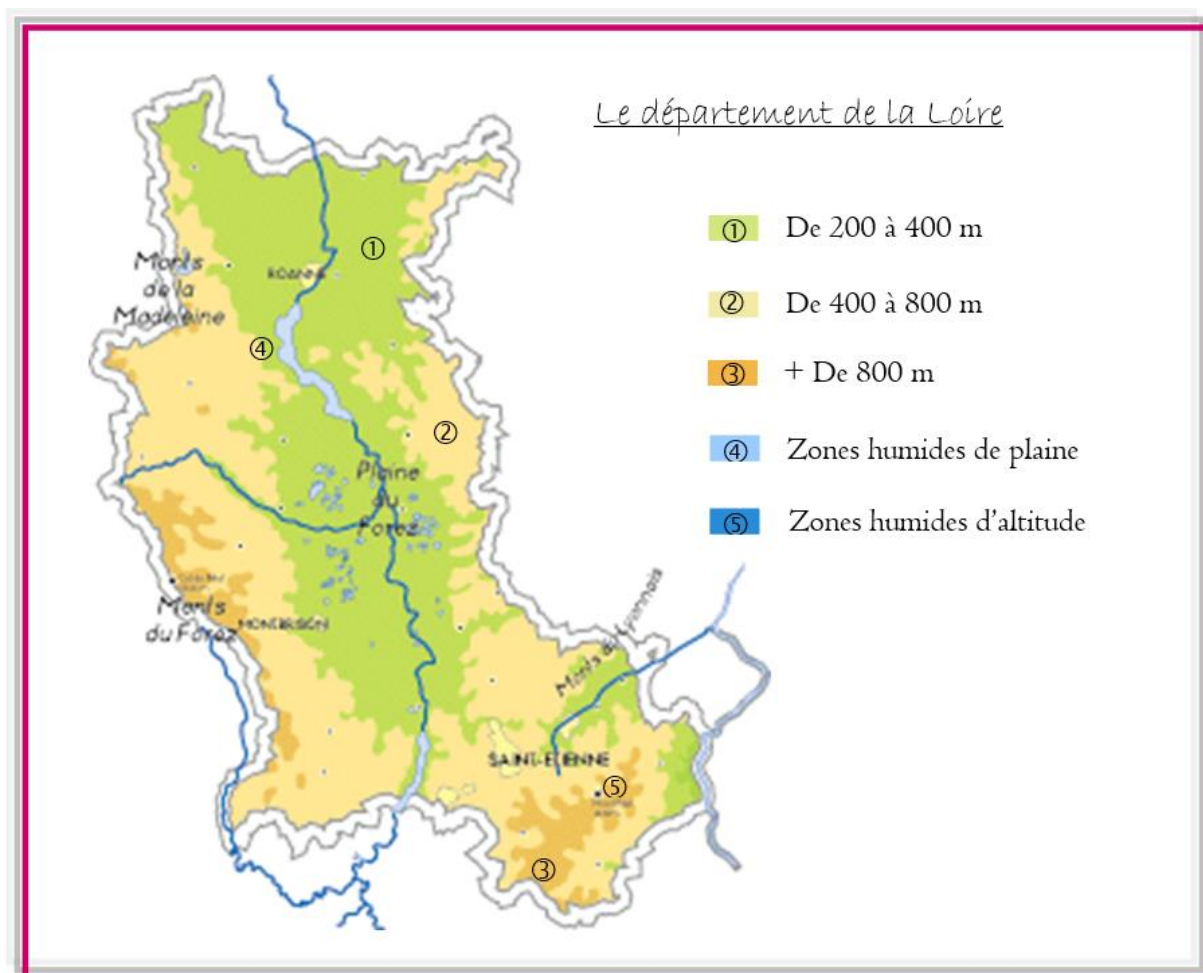 Le département de la Loire
① De 200 à 400 m
② De 400 à 800 m
③ + De 800 m
④ Zones humides de plaine
⑤ Zones humides d'altitude
①
ROANNE
Monts
de la
Madeleine
④
②
Plaine
du
Forez
Monts
du Forez
MONTBRISON
Monts du Lyonnais
SAINT-ETIENNE
⑤
③